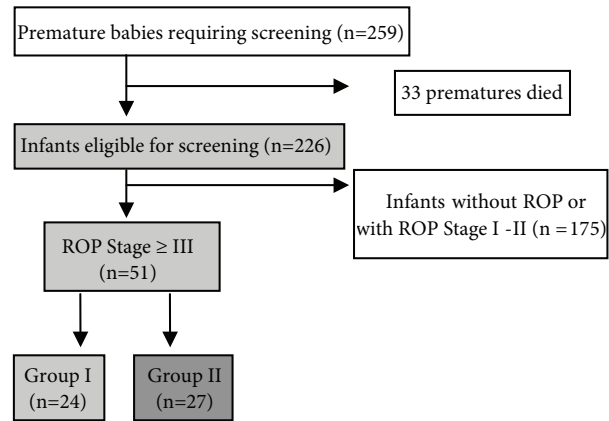 Premature babies requiring screening (n=259)
33 prematures died
Infants eligible for screening (n=226)
Infants without ROP or
with ROP Stage I -II (n = 175)
ROP Stage ≥ III
(n=51)
Group I
(n=24)
Group II
(n=27)